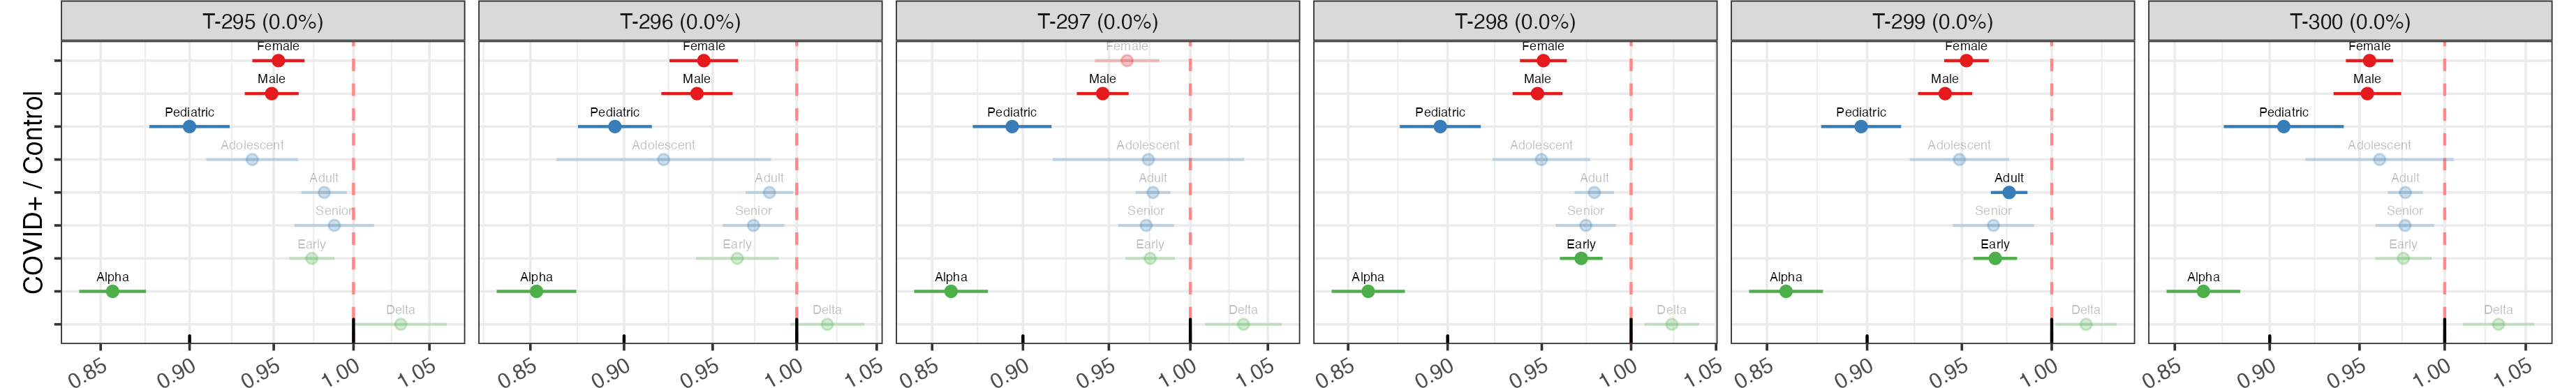 T-295 (0.0%)
T-296 (0.0%)
T-297 (0.0%)
T-298 (0.0%)
T-299 (0.0%)
T-300 (0.0%)
COVID+ / Control
Female
Male
Pediatric
Adolescent
Adult
Senior
Early
Alpha
Delta
0.85 0.90 0.95 1.00 1.05
Female
Male
Pediatric
Adolescent
Adult
Senior
Early
Alpha
Delta
0.85 0.90 0.95 1.00 1.05
Female
Male
Pediatric
Adolescent
Adult
Senior
Early
Alpha
Delta
0.85 0.90 0.95 1.00 1.05
Female
Male
Pediatric
Adolescent
Adult
Senior
Early
Alpha
Delta
0.85 0.90 0.95 1.00 1.05
Female
Male
Pediatric
Adolescent
Adult
Senior
Early
Alpha
Delta
0.85 0.90 0.95 1.00
Female
Male
Pediatric
Adolescent
Adult
Senior
Early
Alpha
Delta
0.85 0.90 0.95 1.00 1.05